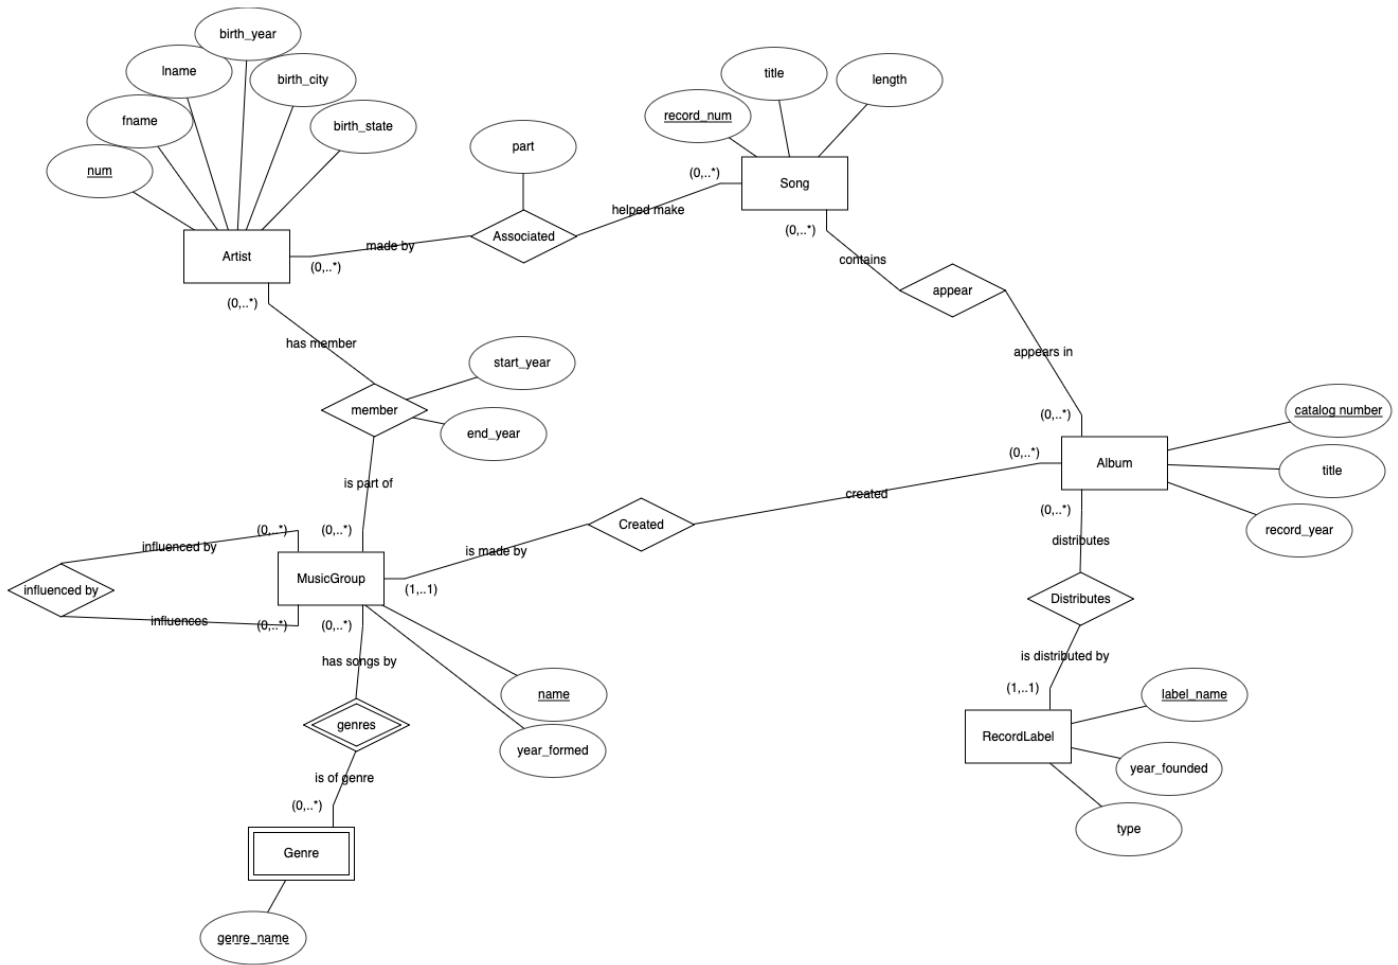 birth_year
lname
birth_city
title
length
fname
record_num
birth_state
part
num
(0,..*)
Song
helped make
Artist
made by
Associated
(0,..*)
(0,..*)
contains
(0,..*)
appear
has member
start_year
appears in
member
(0,..*)
catalog number
end_year
(0,..*)
Album
title
is part of
created
(0,..*)
record_year
(0,..*)
(0,..*)
Created
influenced by
is made by
distributes
influenced by
MusicGroup
(1,..1)
Distributes
influences
(0,..*)
(0,..*)
has songs by
is distributed by
name
(1,..1)
label_name
genres
year_formed
RecordLabel
year_founded
is of genre
(0,..*)
type
Genre
genre_name